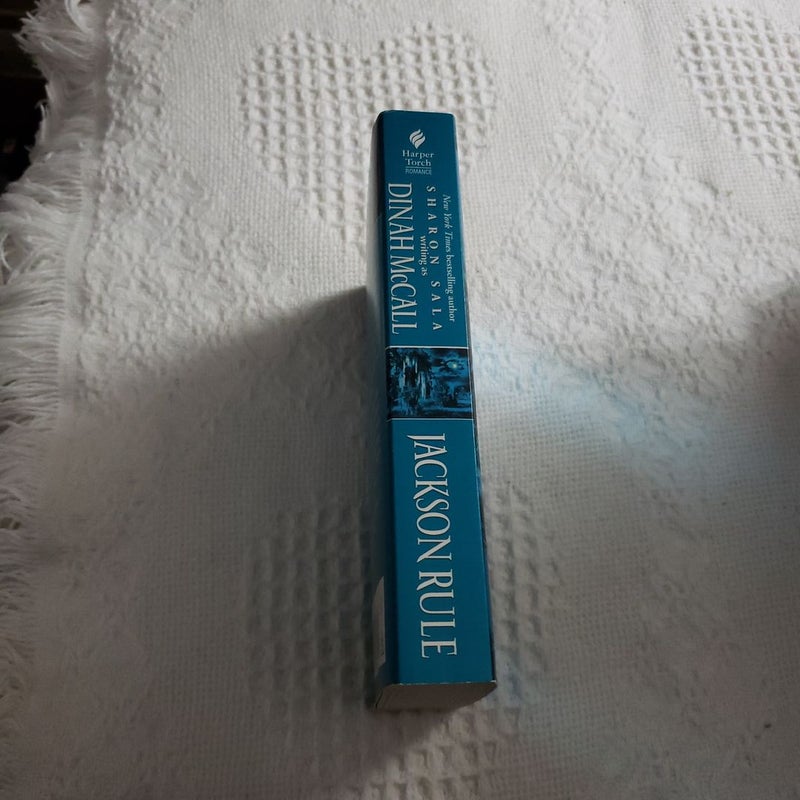 Harper
Torch
ROMANCE
New York Times bestselling author
SHARON SALA
writing as
DINAH McCALL
JACKSON RULE